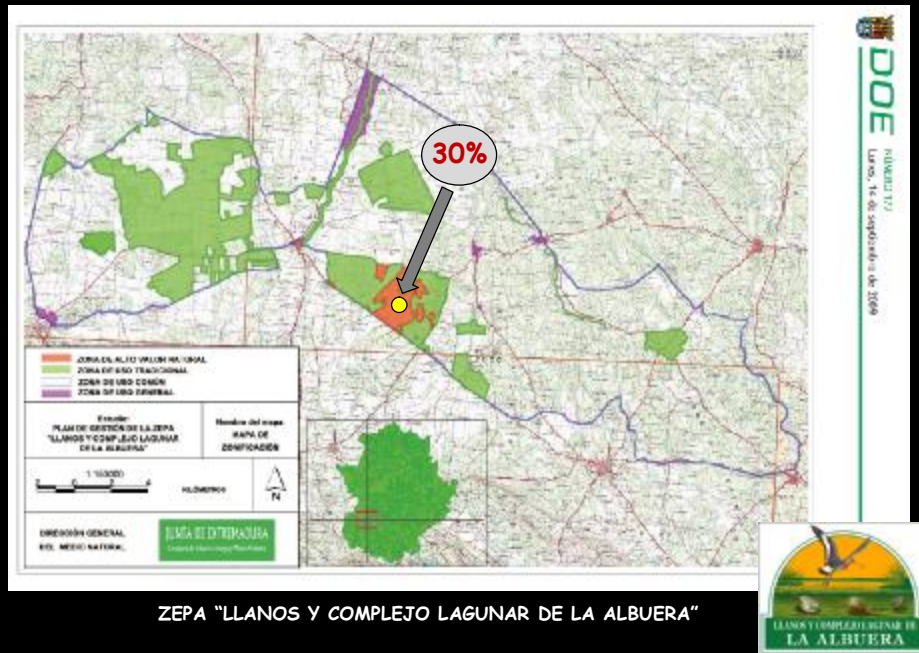 DOE
NÚMERO 177
Lunes, 14 de septiembre de 2009
30%
ZONA DE ALTO VALOR NATURAL
ZONA DE USO TRADICIONAL
ZONA DE USO COMÚN
ZONA DE USO GENERAL
Estudio:
PLAN DE GESTIÓN DE LA ZEPA
"LLANOS Y COMPLEJO LAGUNAR
DE LA ALBUERA"
Nombre del mapa
MAPA DE
ZONIFICACIÓN
KILÓMETROS
N
DIRECCIÓN GENERAL
DEL MEDIO NATURAL
JUNTA DE EXTREMADURA
LLANOS Y COMPLEJO LAGUNAR DE
LA ALBUERA
ZEPA “LLANOS Y COMPLEJO LAGUNAR DE LA ALBUERA”